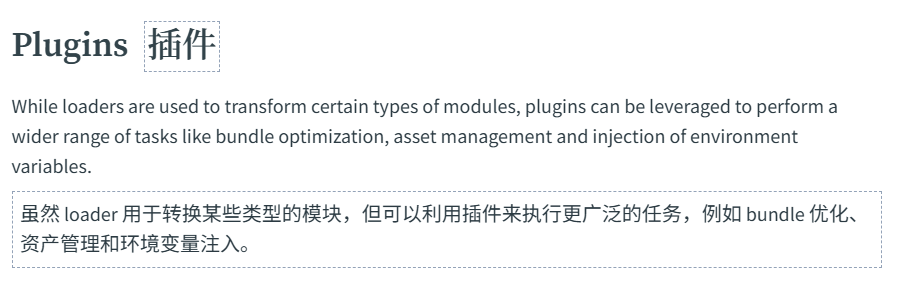 Plugins 插件
While loaders are used to transform certain types of modules, plugins can be leveraged to perform a
wider range of tasks like bundle optimization, asset management and injection of environment
variables.
虽然 loader 用于转换某些类型的模块，但可以利用插件来执行更广泛的任务，例如 bundle 优化、
资产管理和环境变量注入。